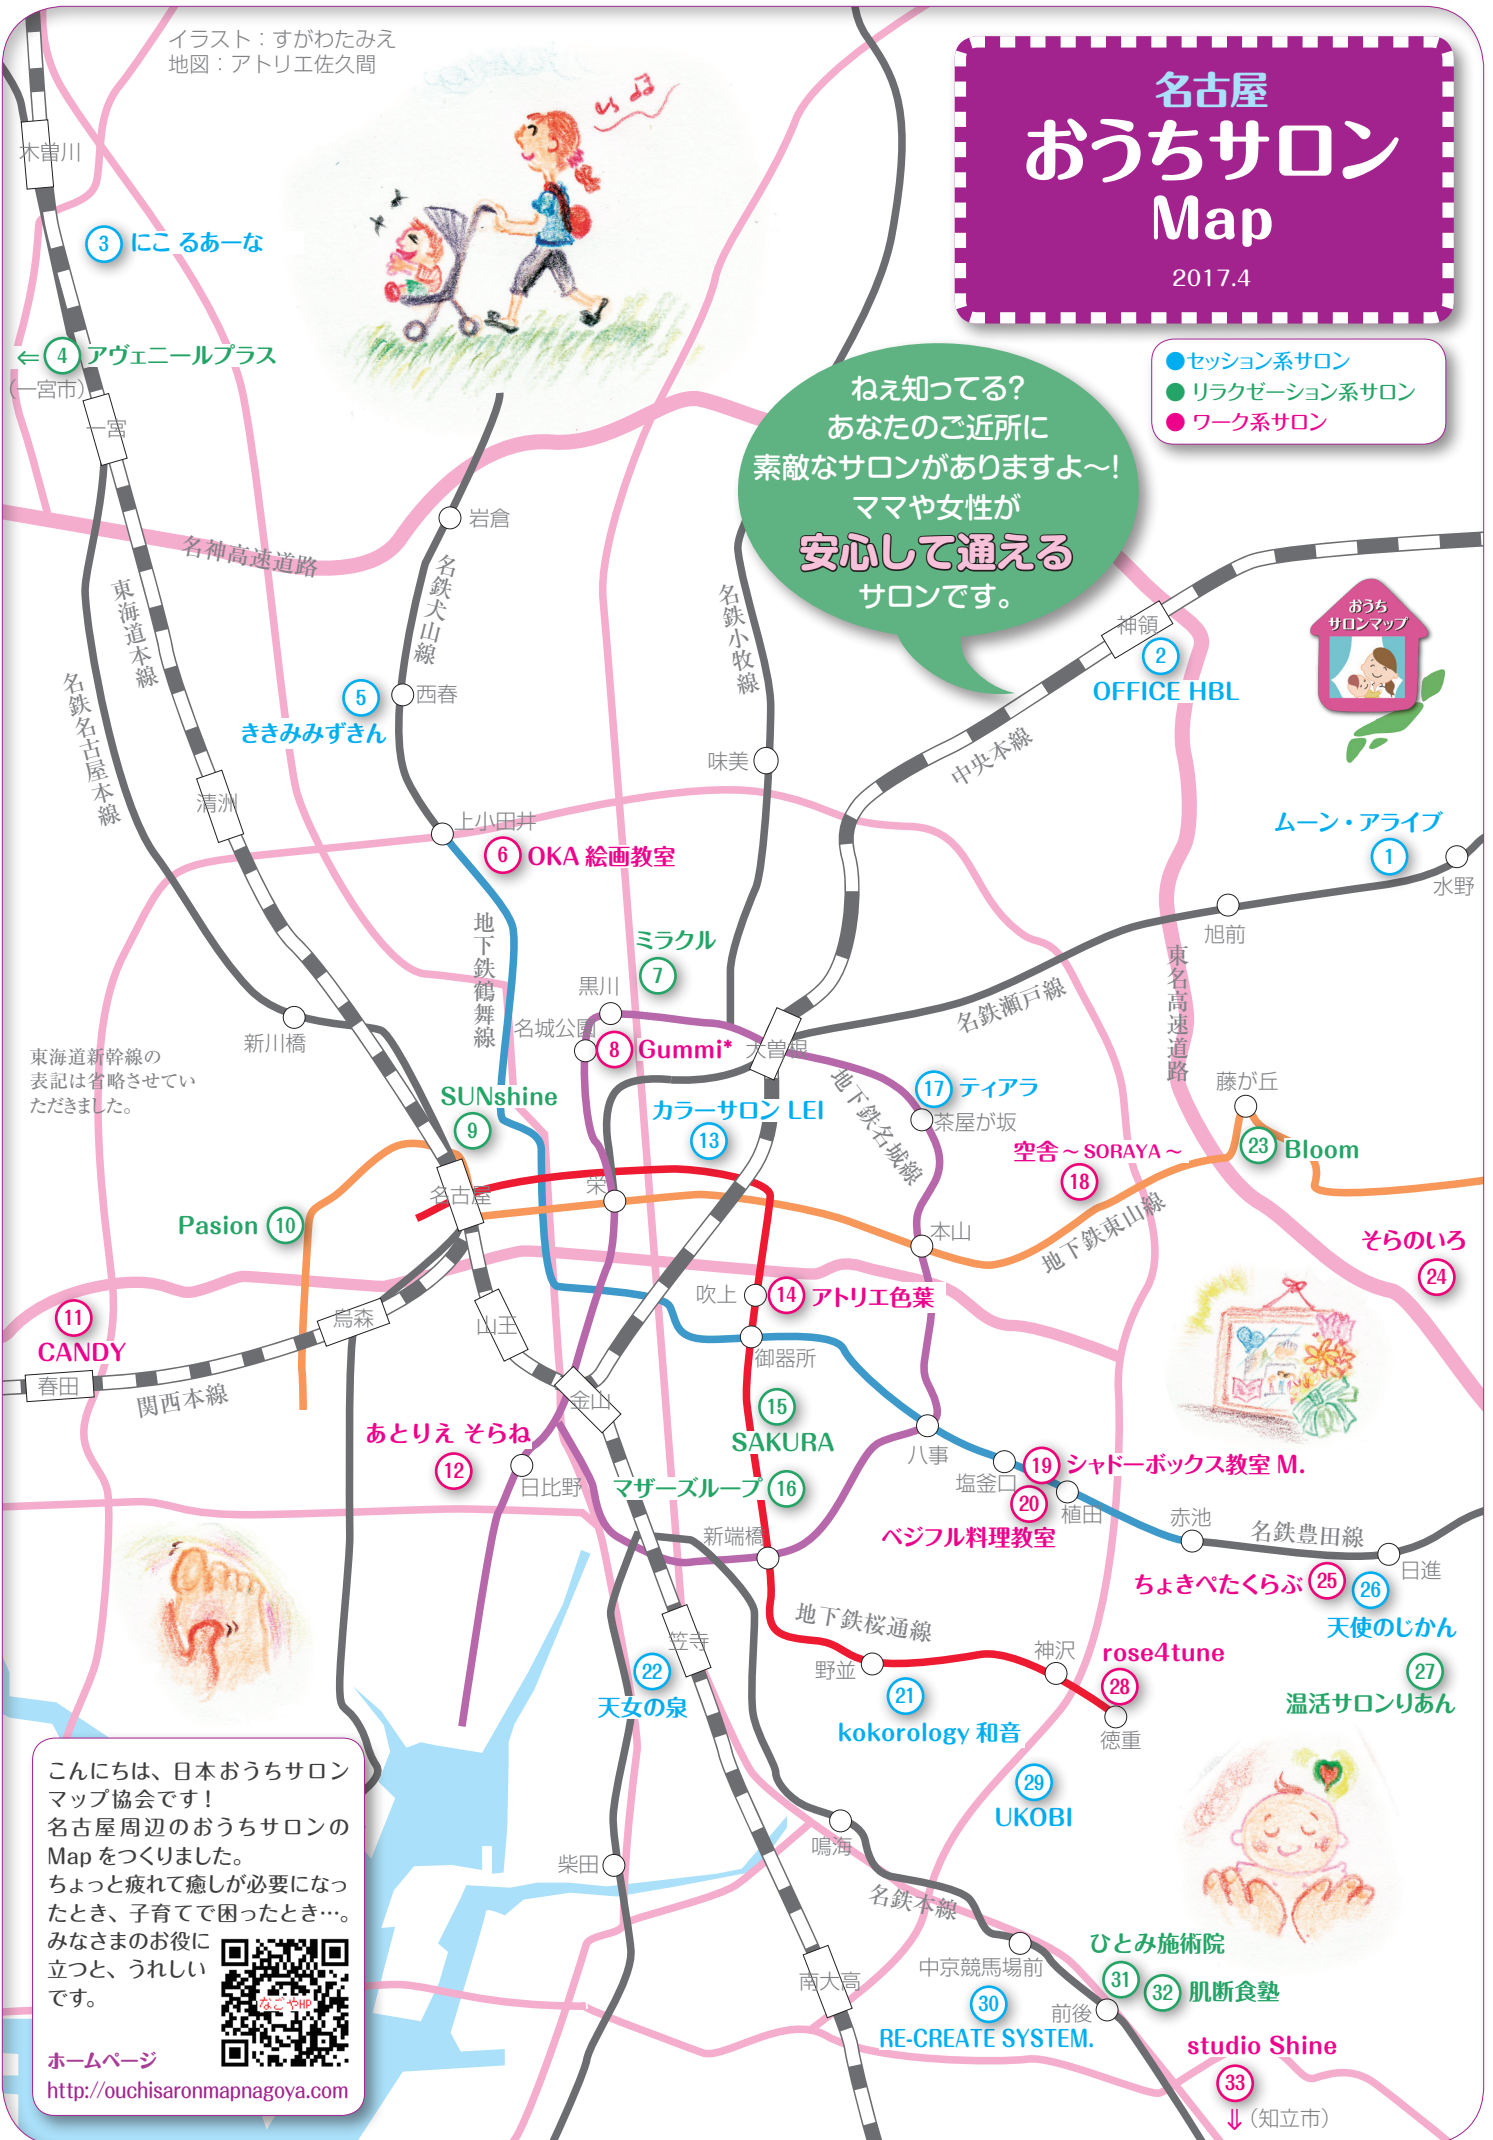 イラスト：すがわたみえ
地図：アトリエ佐久間
名古屋
おうちサロン
Map
2017.4
●セッション系サロン
● リラクゼーション系サロン
● ワーク系サロン
ねぇ知ってる?
あなたのご近所に
素敵なサロンがありますよ〜!
ママや女性が
安心して通える
サロンです。
おうち
サロンマップ
木曽川
3 にこ るあーな
⇐ 4 アヴェニールプラス
(一宮市)
一宮
岩倉
名神高速道路
東海道本線
名鉄犬山線
名鉄小牧線
名鉄名古屋本線
神領
2
OFFICE HBL
5
西春
ききみみずきん
味美
中央本線
清洲
上小田井
6 OKA 絵画教室
ムーン・アライブ
1
水野
旭前
地下鉄鶴舞線
ミラクル
7
黒川
名城公園
8 Gummi*
大曽根
名鉄瀬戸線
東名高速道路
新川橋
東海道新幹線の
表記は省略させてい
ただきました。
SUNshine
9
カラーサロン LEI
13
地下鉄名城線
17 ティアラ
茶屋が坂
藤が丘
23 Bloom
空舎～SORAYA～
18
名古屋
栄
Pasion 10
本山
地下鉄東山線
そらのいろ
24
11
CANDY
春田
関西本線
烏森
山王
吹上
14 アトリエ色葉
御器所
金山
15
SAKURA
あとりえ そらね
12
日比野
マザーズループ 16
八事
塩釜口
19 シャドーボックス教室 M.
20
植田
ベジフル料理教室
赤池
名鉄豊田線
日進
新端橋
ちょきぺたくらぶ 25
26
天使のじかん
27
温活サロンりあん
地下鉄桜通線
笠寺
22
天女の泉
野並
21
kokorology 和音
神沢
rose4tune
28
徳重
29
UKOBI
鳴海
柴田
名鉄本線
中京競馬場前
南大高
30
RE-CREATE SYSTEM.
ひとみ施術院
31
32 肌断食塾
前後
studio Shine
33
⇓(知立市)
こんにちは、日本おうちサロン
マップ協会です!
名古屋周辺のおうちサロンの
Map をつくりました。
ちょっと疲れて癒しが必要になっ
たとき、子育てで困ったとき…。
みなさまのお役に
立つと、うれしい
です。
なごやHP
ホームページ
http://ouchisaronmapnagoya.com